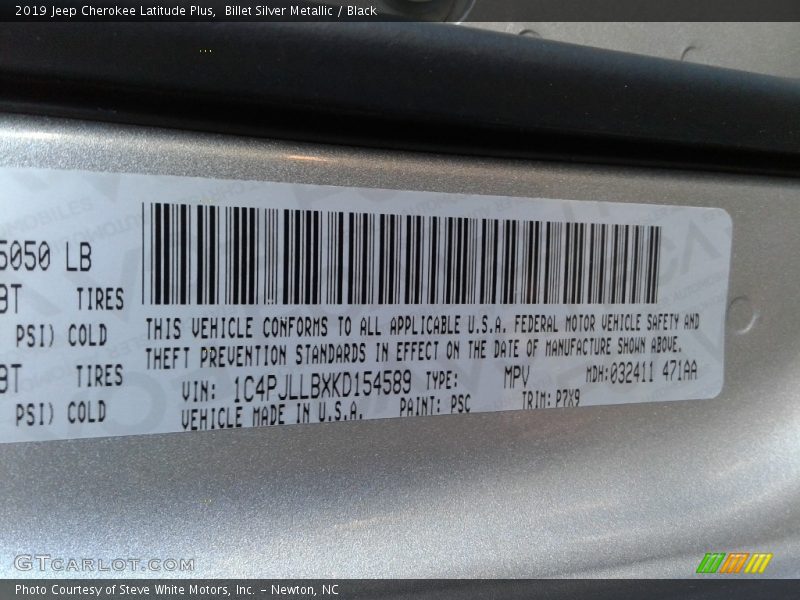 2019 Jeep Cherokee Latitude Plus,  Billet Silver Metallic / Black
5050 LB
BT TIRES
PSI) COLD
BT TIRES
PSI) COLD
THIS VEHICLE CONFORMS TO ALL APPLICABLE U.S.A. FEDERAL MOTOR VEHICLE SAFETY AND
THEFT PREVENTION STANDARDS IN EFFECT ON THE DATE OF MANUFACTURE SHOWN ABOVE.
VIN: 1C4PJLLBXKD154589 TYPE: MPV MDH:032411 471AA
VEHICLE MADE IN U.S.A. PAINT: PSC TRIM: P7X9
GTCARLOT.COM
Photo Courtesy of Steve White Motors, Inc. – Newton, NC